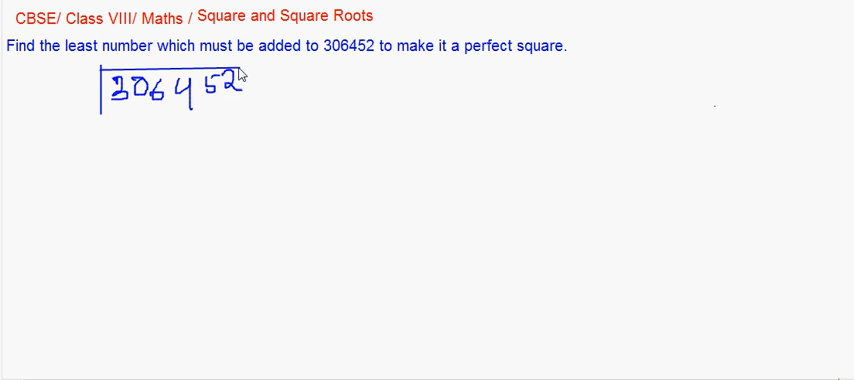 CBSE/ Class VIII/ Maths / Square and Square Roots
Find the least number which must be added to 306452 to make it a perfect square.
306452